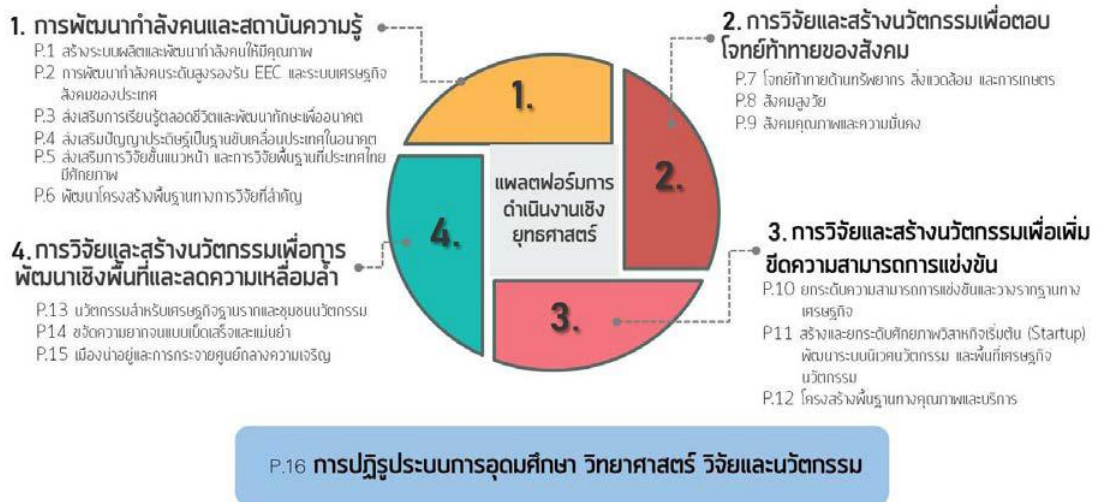 1. การพัฒนากำลังคนและสถาบันความรู้
P.1 สร้างระบบผลิตและพัฒนากำลังคนให้มีคุณภาพ
P.2 การพัฒนากำลังคนระดับสูงรองรับ EEC และระบบเศรษฐกิจ
สังคมของประเทศ
P.3 ส่งเสริมการเรียนรู้ตลอดชีวิตและพัฒนาทักษะเพื่ออนาคต
P.4 ส่งเสริมปัญญาประดิษฐ์เป็นฐานขับเคลื่อนประเทศในอนาคต
P.5 ส่งเสริมการวิจัยขั้นแนวหน้า และการวิจัยพื้นฐานที่ประเทศไทย
มีศักยภาพ
P.6 พัฒนาโครงสร้างพื้นฐานทางการวิจัยที่สำคัญ
2. การวิจัยและสร้างนวัตกรรมเพื่อตอบ
โจทย์ท้าทายของสังคม
P.7 โจทย์ท้าทายด้านทรัพยากร สิ่งแวดล้อม และการเกษตร
P.8 สังคมสูงวัย
P.9 สังคมคุณภาพและความมั่นคง
1.
2.
3.
4.
แพลตฟอร์มการ
ดำเนินงานเชิง
ยุทธศาสตร์
4. การวิจัยและสร้างนวัตกรรมเพื่อการ
พัฒนาเชิงพื้นที่และลดความเหลื่อมล้ำ
P.13 นวัตกรรมสำหรับเศรษฐกิจฐานรากและชุมชนนวัตกรรม
P.14 ขจัดความยากจนแบบเบ็ดเสร็จและแม่นยำ
P.15 เมืองน่าอยู่และการกระจายศูนย์กลางความเจริญ
3. การวิจัยและสร้างนวัตกรรมเพื่อเพิ่ม
ขีดความสามารถการแข่งขัน
P.10 ยกระดับความสามารถการแข่งขันและวางรากฐานทาง
เศรษฐกิจ
P.11 สร้างและยกระดับศักยภาพวิสาหกิจเริ่มต้น (Startup)
พัฒนาระบบนิเวศนวัตกรรม และพื้นที่เศรษฐกิจ
นวัตกรรม
P.12 โครงสร้างพื้นฐานทางคุณภาพและบริการ
P.16 การปฏิรูประบบการอุดมศึกษา วิทยาศาสตร์ วิจัยและนวัตกรรม